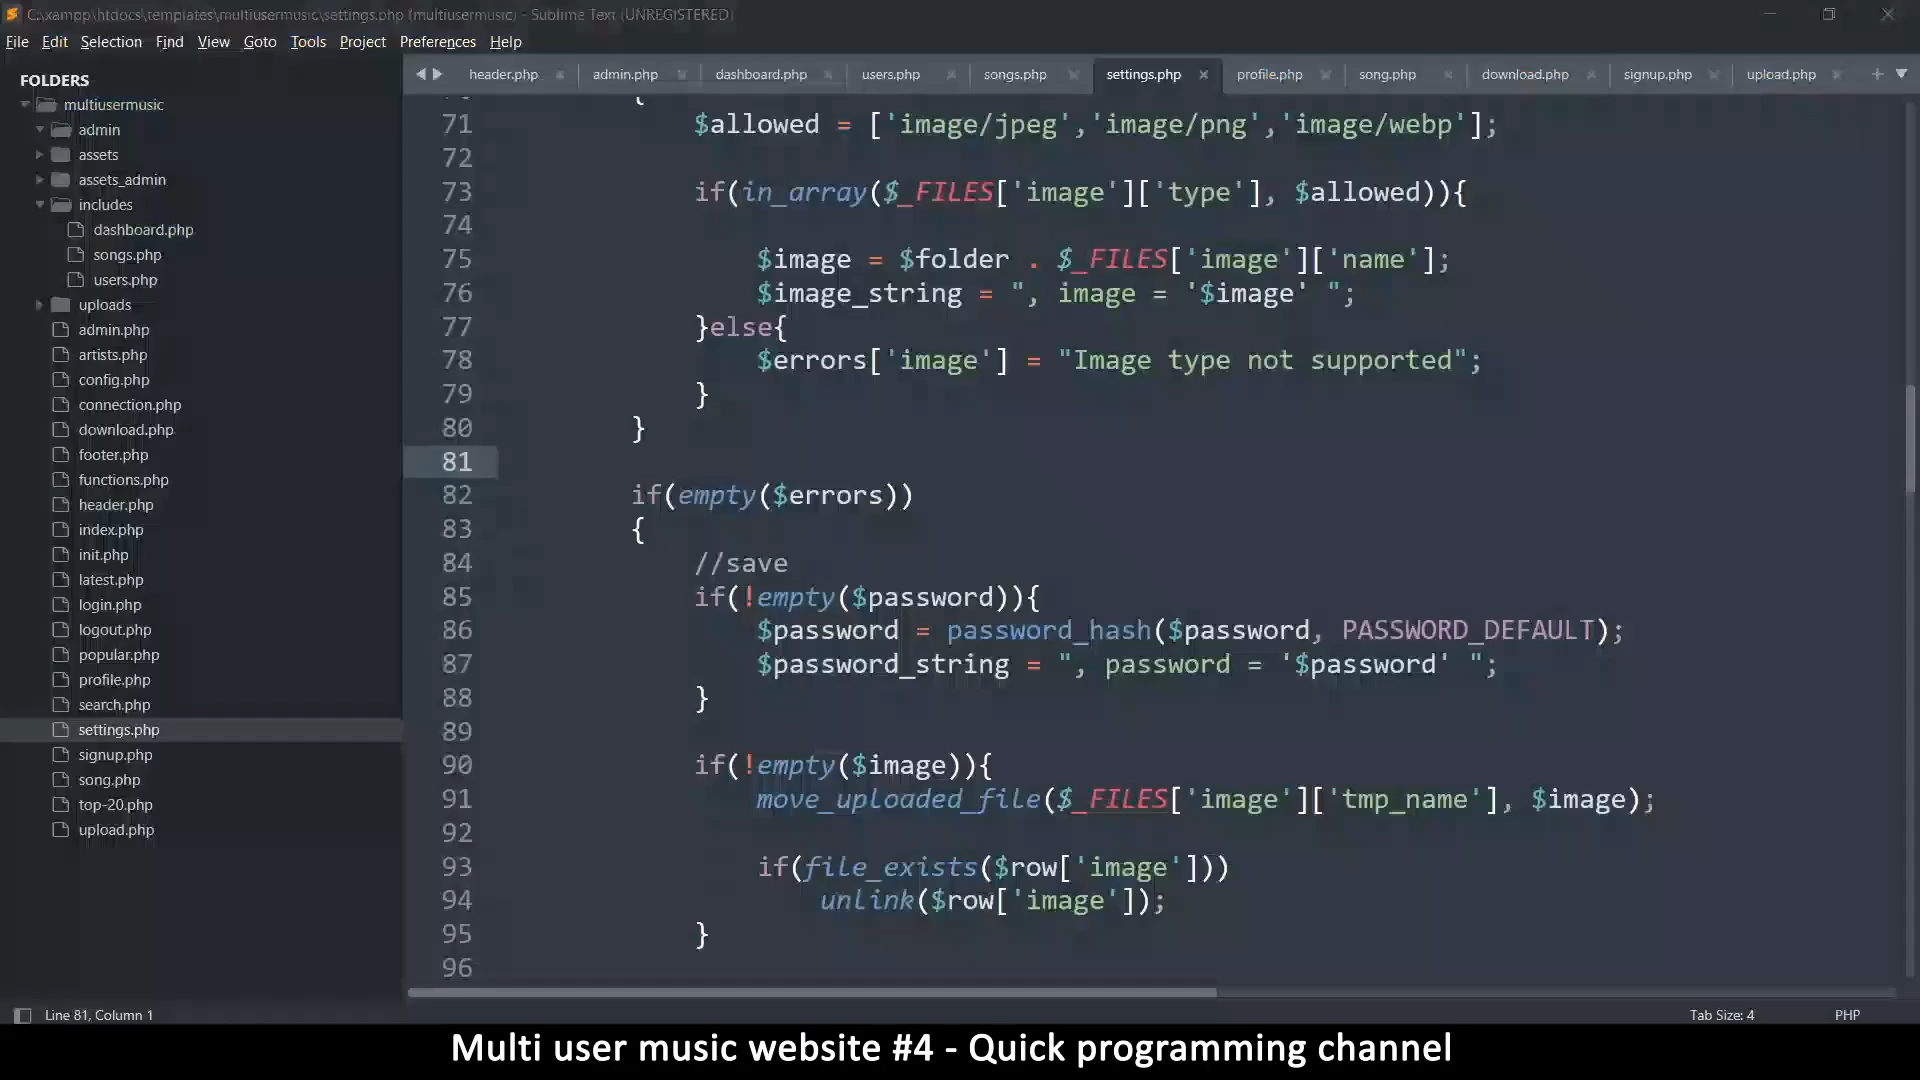 C:\xampp\htdocs\templates\multiusermusic\settings.php (multiusermusic) - Sublime Text (UNREGISTERED)
File Edit Selection Find View Goto Tools Project Preferences Help
header.php admin.php dashboard.php users.php songs.php settings.php profile.php song.php download.php signup.php upload.php
FOLDERS
multiusermusic
admin
assets
assets_admin
includes
dashboard.php
songs.php
users.php
uploads
admin.php
artists.php
config.php
connection.php
download.php
footer.php
functions.php
header.php
index.php
init.php
latest.php
login.php
logout.php
popular.php
profile.php
search.php
settings.php
signup.php
song.php
top-20.php
upload.php
{
71 $allowed = ['image/jpeg','image/png','image/webp'];
72
73 if(in_array($_FILES['image']['type'], $allowed)){
74
75 $image = $folder . $_FILES['image']['name'];
76 $image_string = ", image = '$image' ";
77 }else{
78 $errors['image'] = "Image type not supported";
79 }
80 }
81
82 if(empty($errors))
83 {
84 //save
85 if(!empty($password)){
86 $password = password_hash($password, PASSWORD_DEFAULT);
87 $password_string = ", password = '$password' ";
88 }
89
90 if(!empty($image)){
91 move_uploaded_file($_FILES['image']['tmp_name'], $image);
92
93 if(file_exists($row['image']))
94 unlink($row['image']);
95 }
96
Line 81, Column 1 Tab Size: 4 PHP
Multi user music website #4 - Quick programming channel